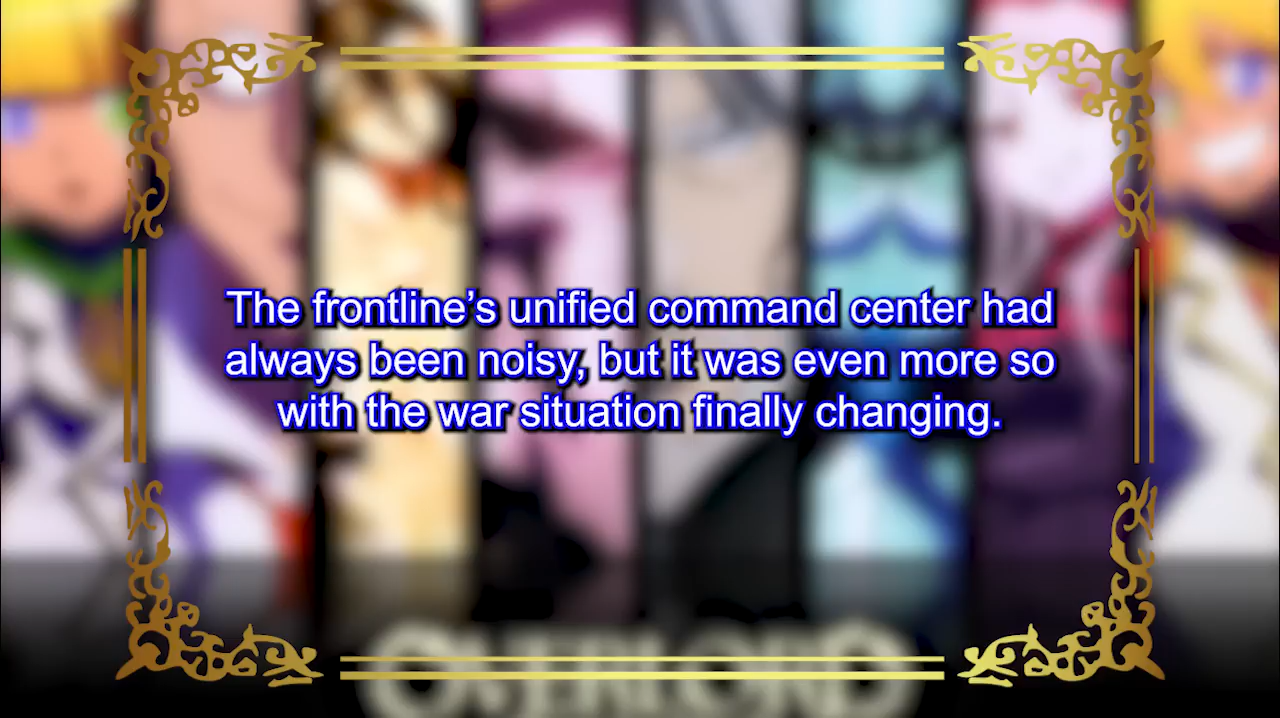 The frontline’s unified command center had
always been noisy, but it was even more so
with the war situation finally changing.
OVERLORD